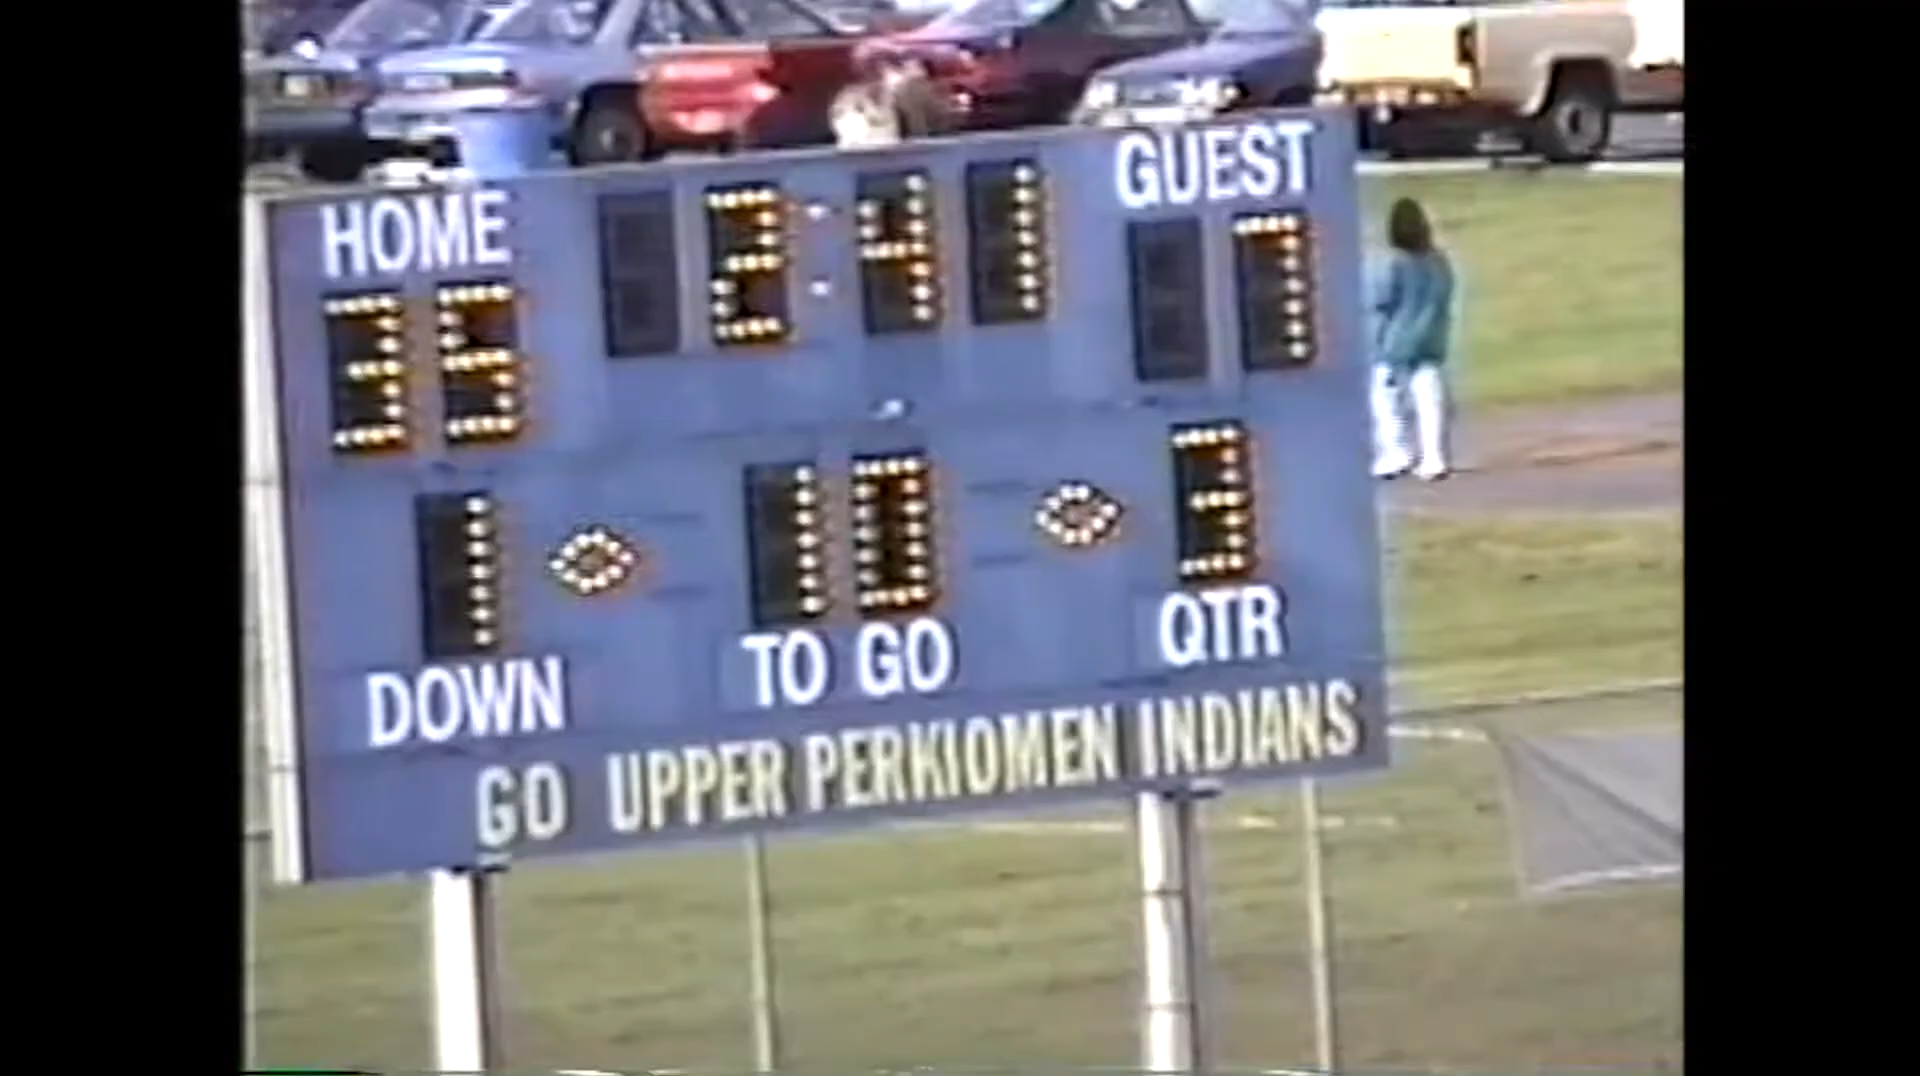 HOME 2:41 GUEST
35 7
1 10 3
DOWN TO GO QTR
GO UPPER PERKIOMEN INDIANS